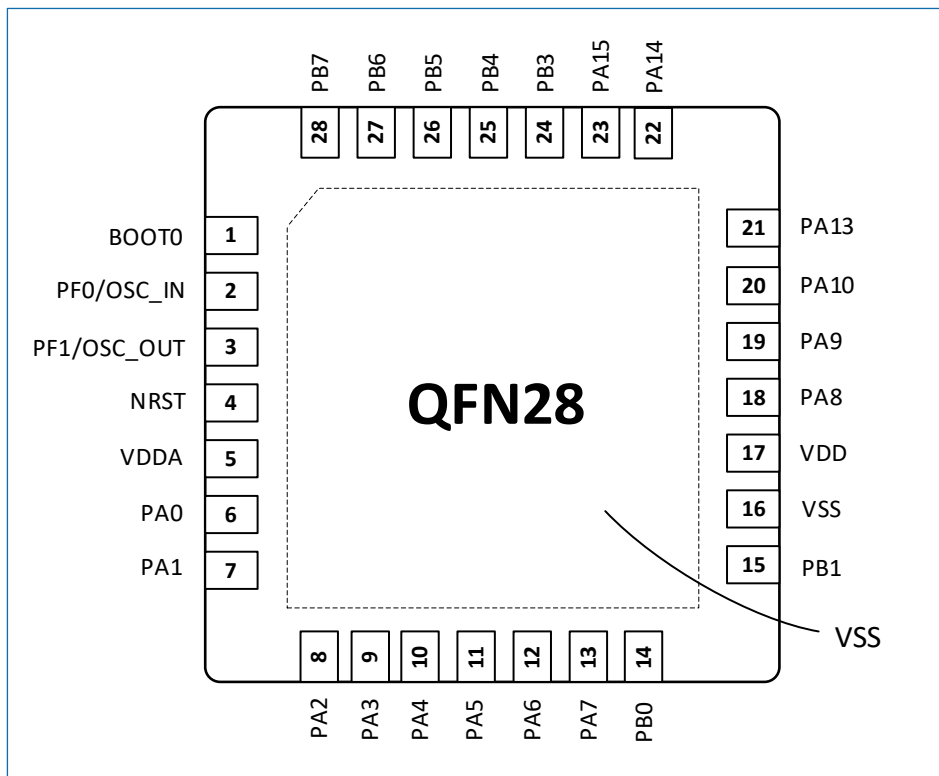 PB7 PB6 PB5 PB4 PB3 PA15 PA14
28 27 26 25 24 23 22
BOOT0 1
PF0/OSC_IN 2
PF1/OSC_OUT 3
NRST 4
VDDA 5
PA0 6
PA1 7
QFN28
21 PA13
20 PA10
19 PA9
18 PA8
17 VDD
16 VSS
15 PB1
VSS
8 9 10 11 12 13 14
PA2 PA3 PA4 PA5 PA6 PA7 PB0